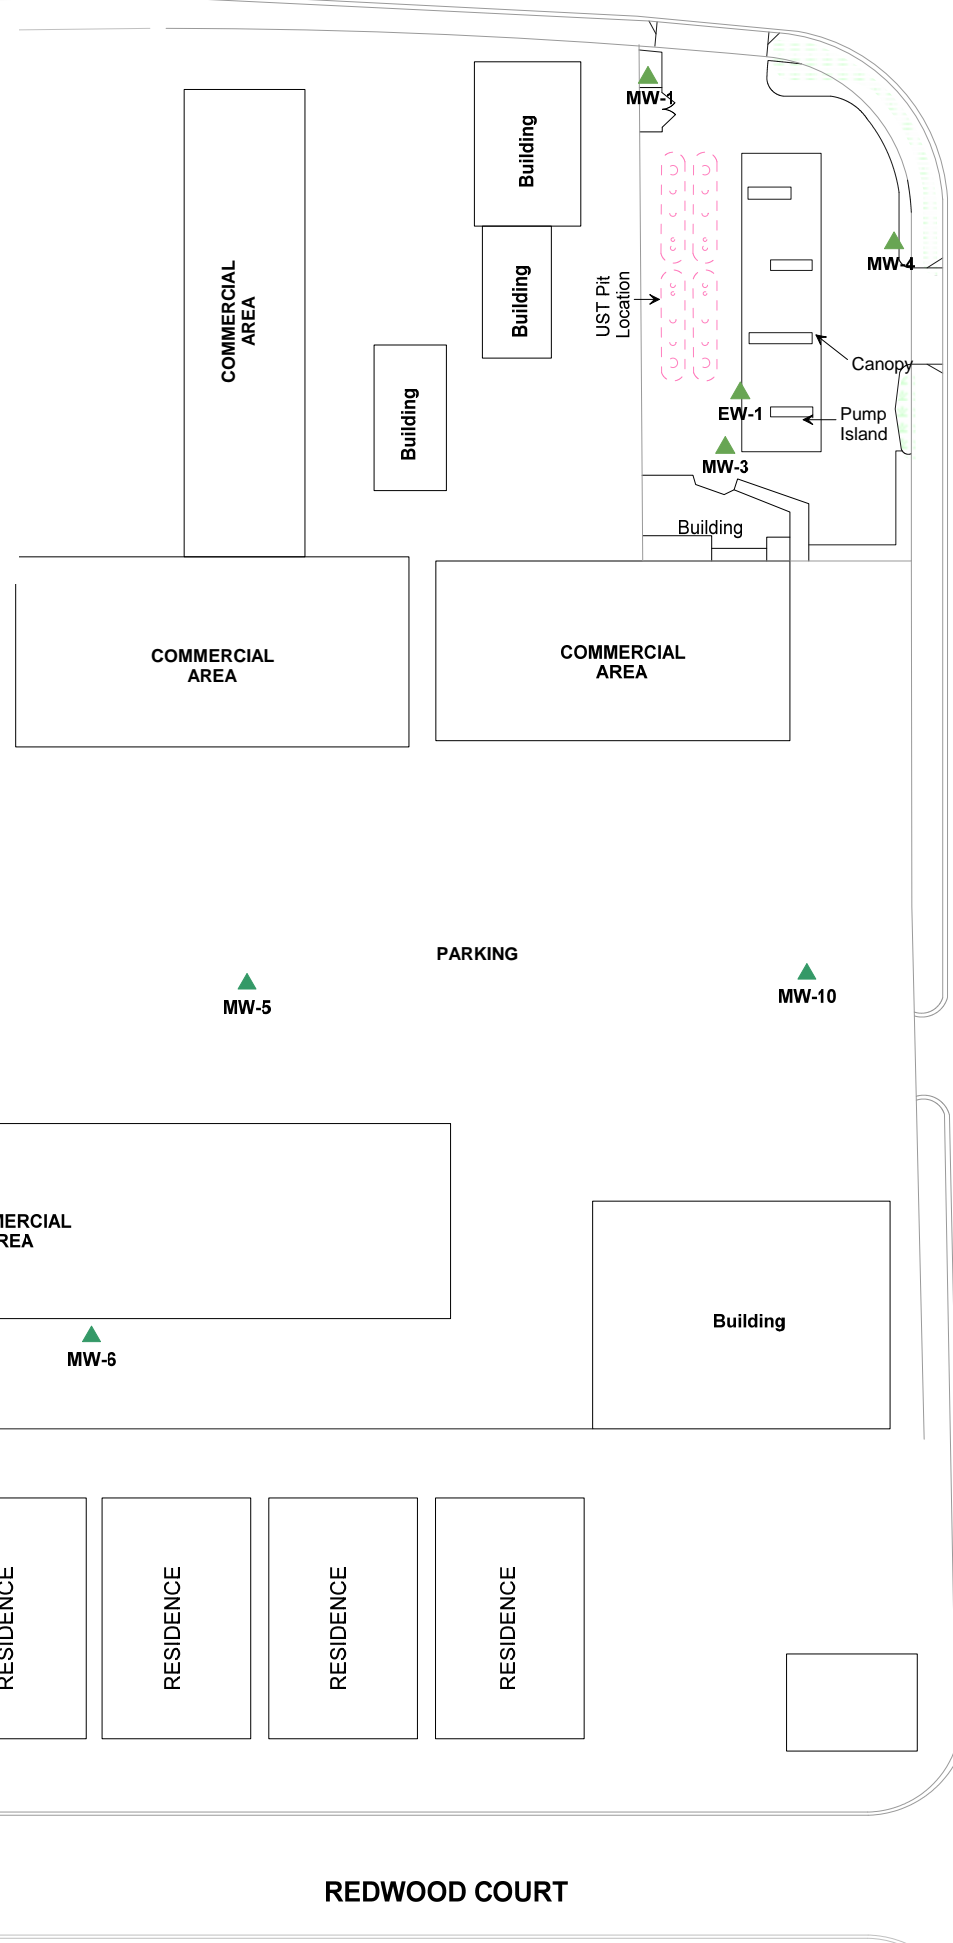 MW-1
Building
COMMERCIAL
AREA
MW-4
Building
UST Pit
Location
Canopy
Building
EW-1
Pump
Island
MW-3
Building
COMMERCIAL
AREA
COMMERCIAL
AREA
PARKING
MW-5
MW-10
MERCIAL
REA
Building
MW-6
RESIDENCE
RESIDENCE
RESIDENCE
RESIDENCE
REDWOOD COURT